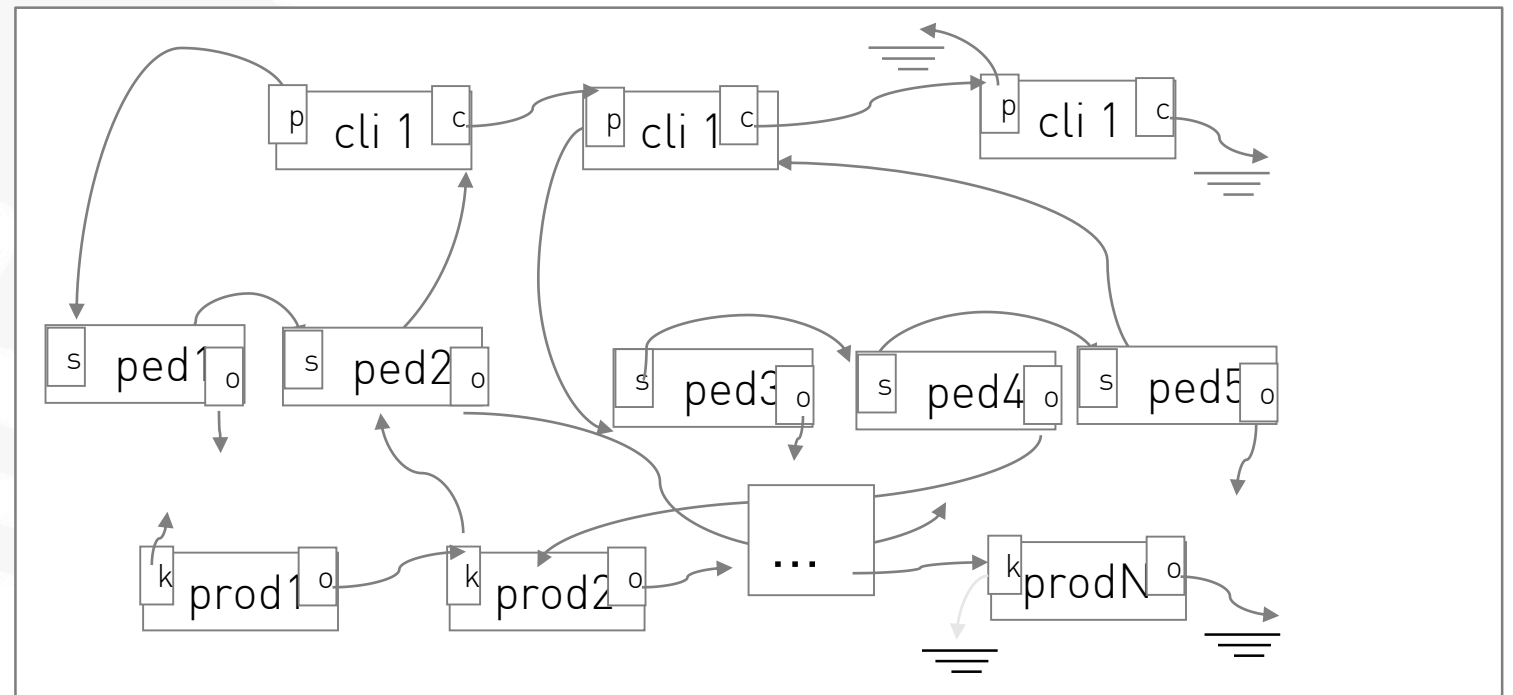 p cli 1 c
p cli 1 c
p cli 1 c
s ped1 o
s ped2 o
s ped3 o
s ped4 o
s ped5 o
k prod1 o
k prod2 o
...
k prodN o